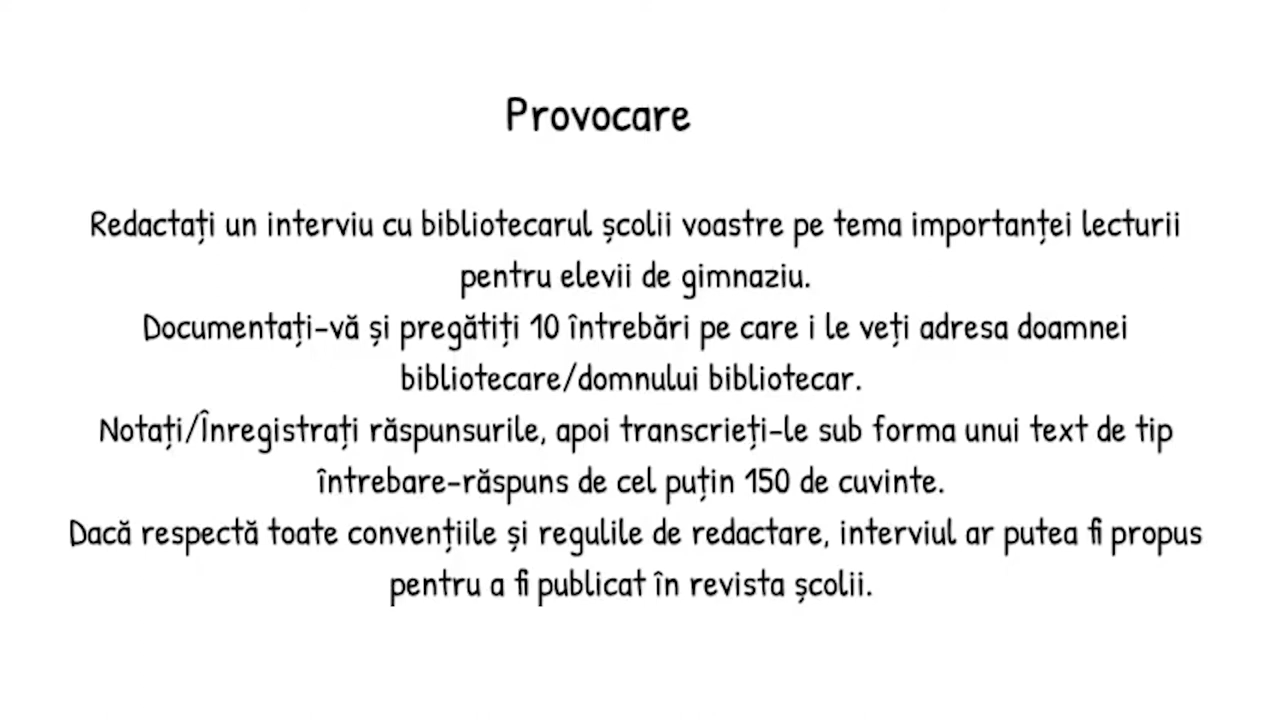 Provocare
Redactați un interviu cu bibliotecarul școlii voastre pe tema importanței lecturii
pentru elevii de gimnaziu.
Documentați-vă și pregătiți 10 întrebări pe care i le veți adresa doamnei
bibliotecare/domnului bibliotecar.
Notați/Înregistrați răspunsurile, apoi transcrieți-le sub forma unui text de tip
întrebare-răspuns de cel puțin 150 de cuvinte.
Dacă respectă toate convențiile și regulile de redactare, interviul ar putea fi propus
pentru a fi publicat în revista școlii.